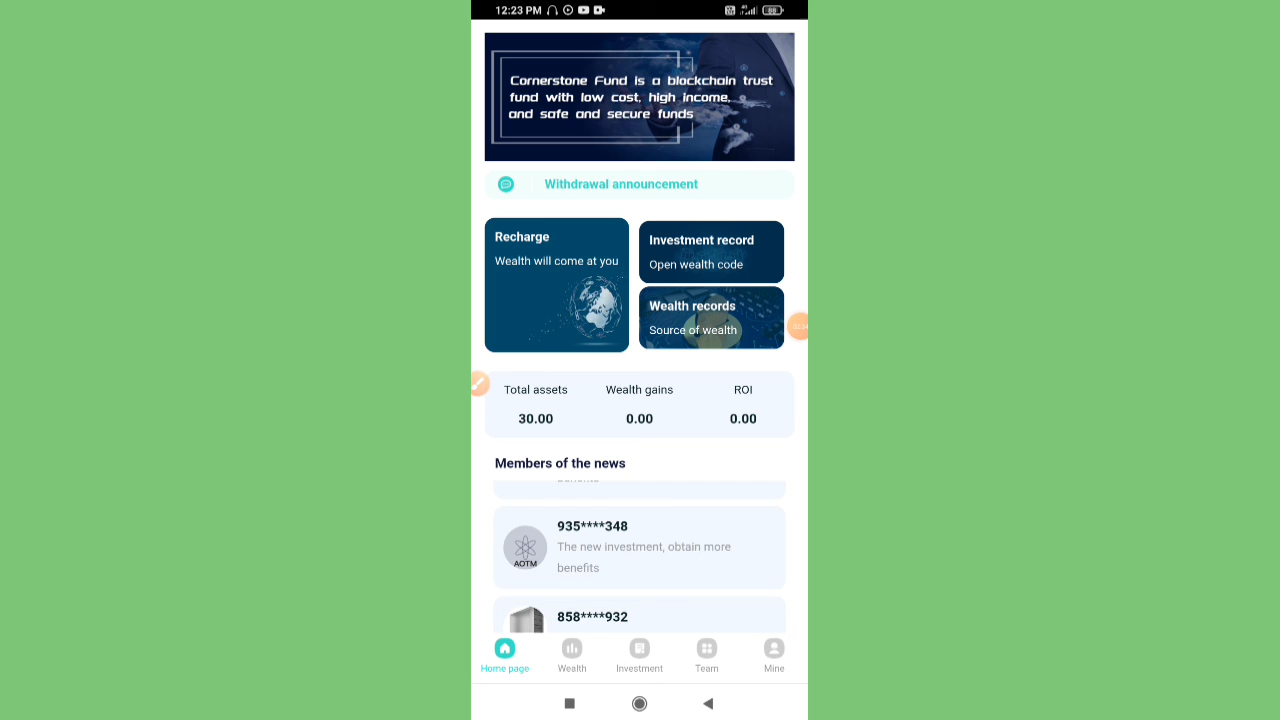 12:23 PM
88
Cornerstone Fund is a blockchain trust
fund with low cost, high income,
and safe and secure funds
Withdrawal announcement
Recharge
Wealth will come at you
Investment record
Open wealth code
Wealth records
Source of wealth
Total assets
Wealth gains
ROI
30.00
0.00
0.00
Members of the news
935****348
The new investment, obtain more
benefits
AOTM
858****932
Home page
Wealth
Investment
Team
Mine